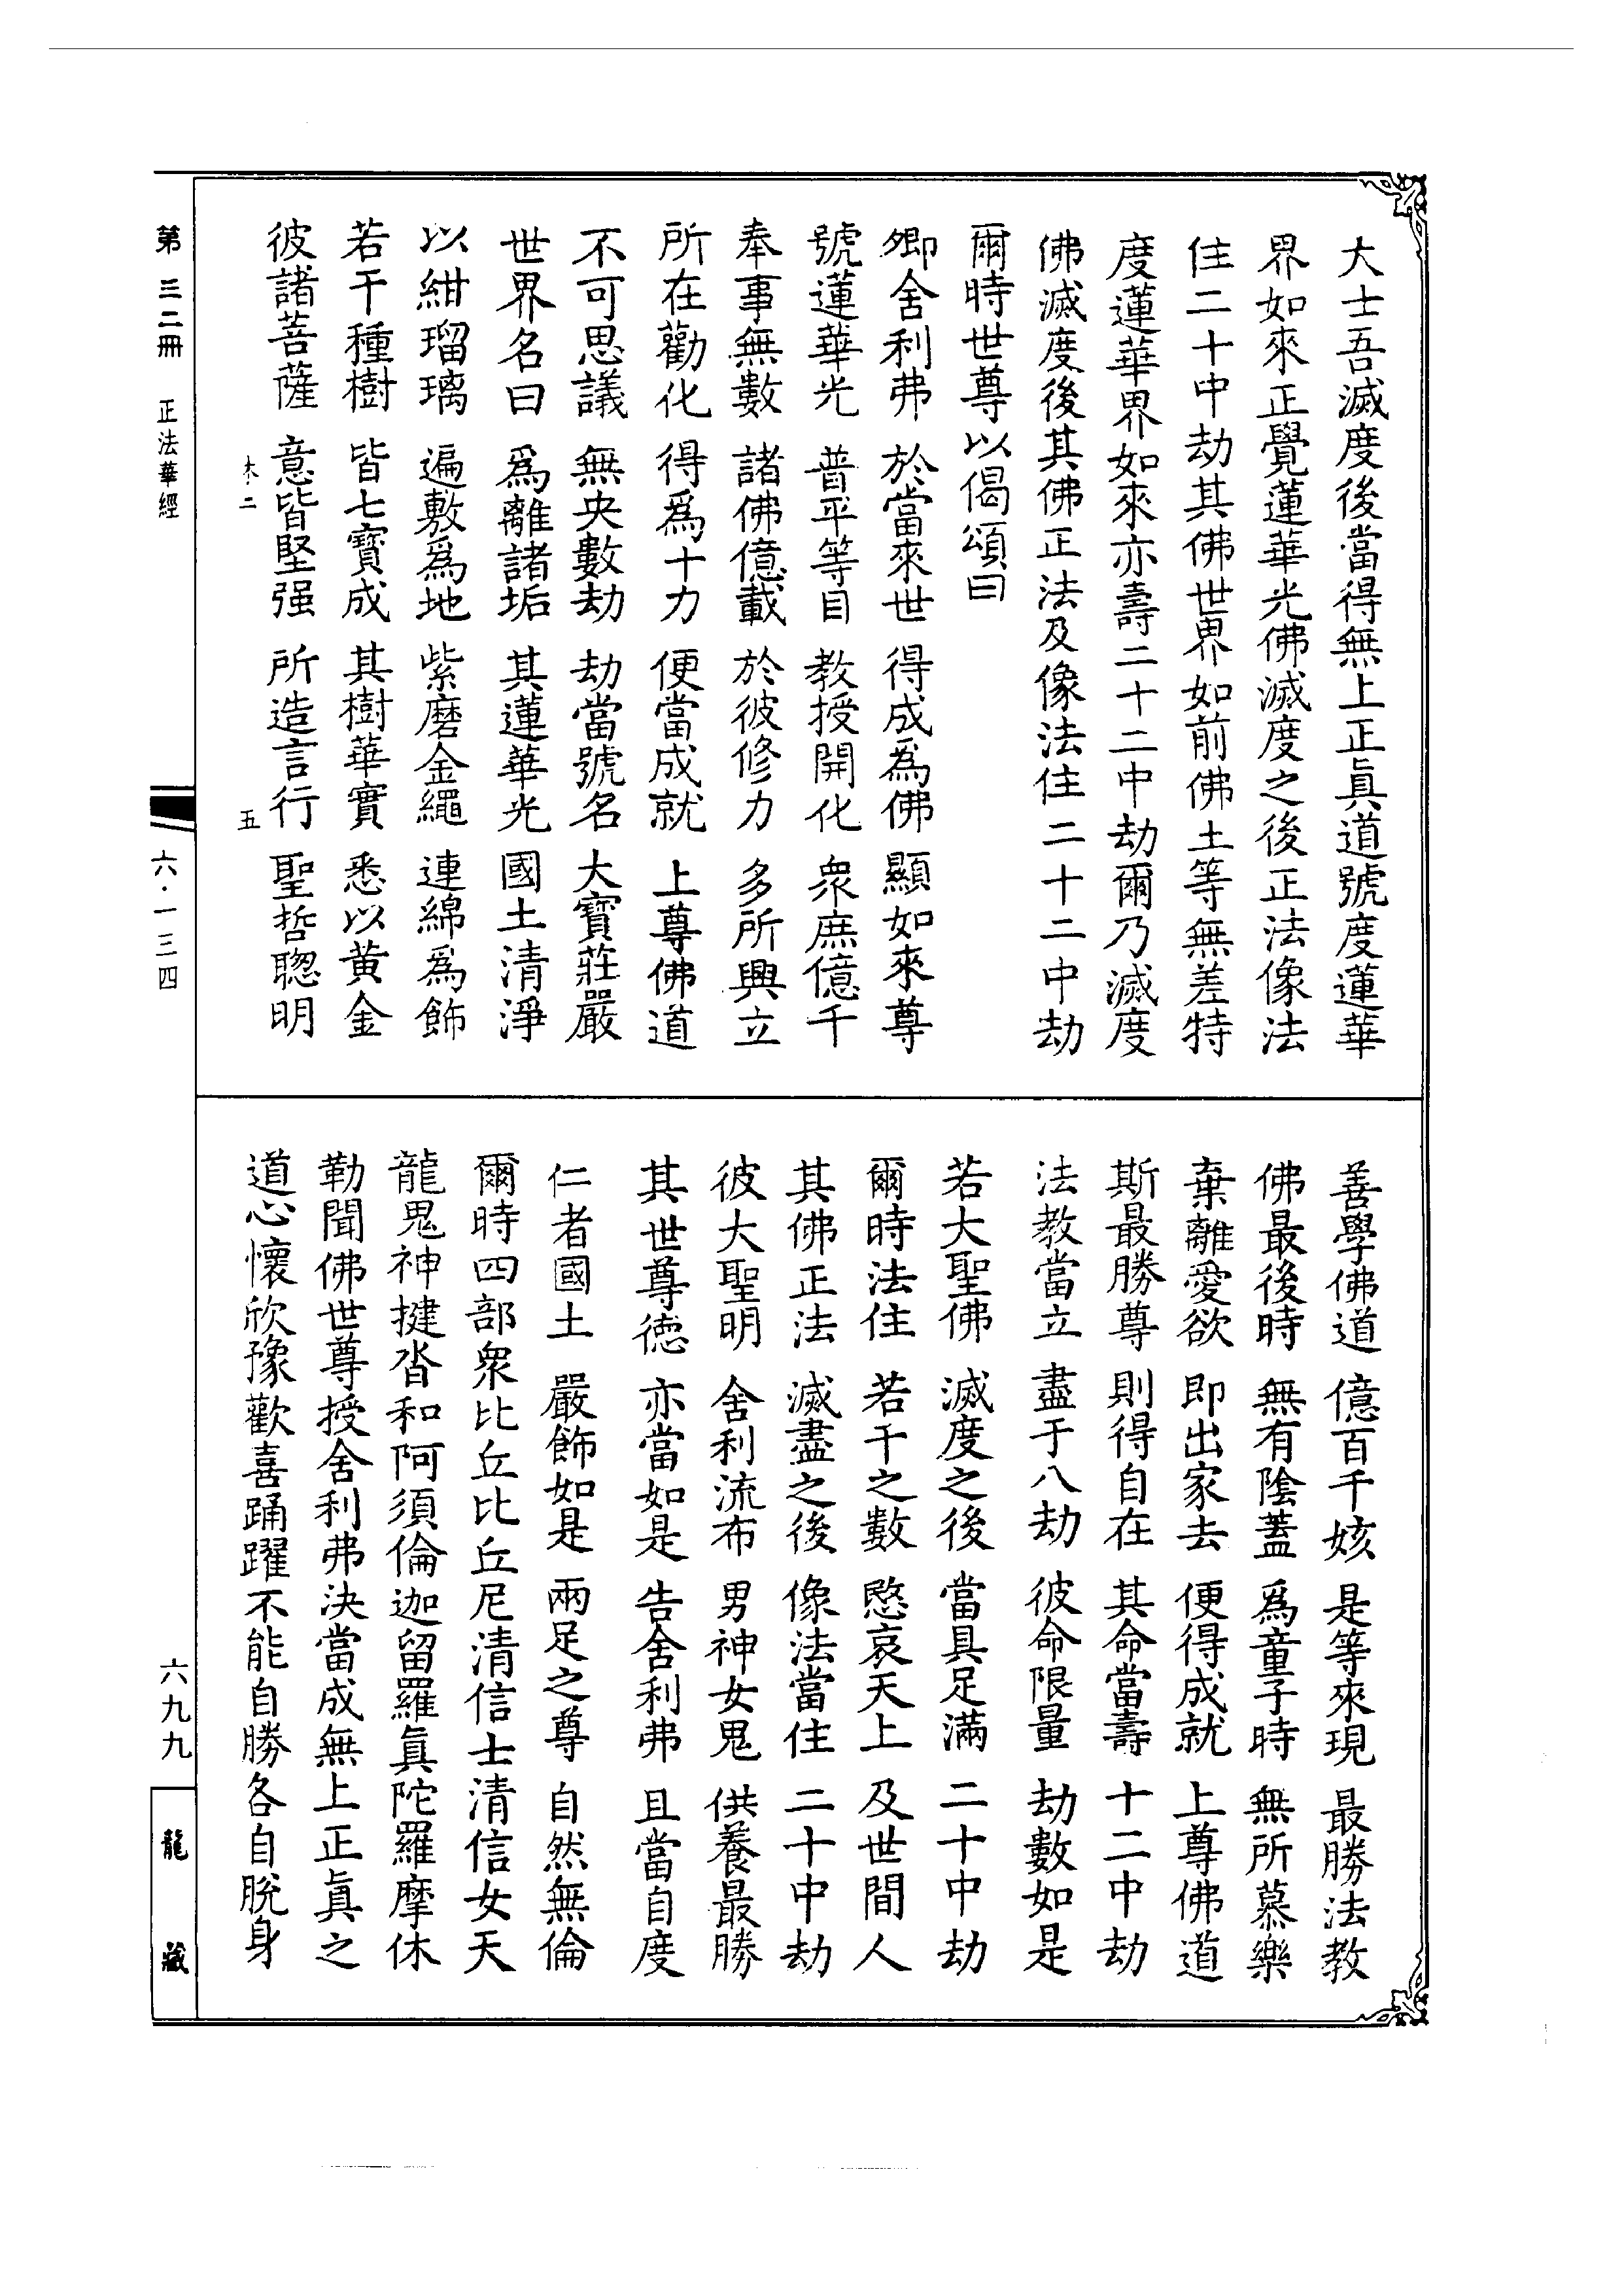 大士吾滅度後當得無上正眞道號度蓮華
界如來正覺蓮華光佛滅度之後正法像法
住二十中劫其佛世界如前佛土等無差特
度蓮華界如來亦壽二十二中劫爾乃滅度
佛滅度後其佛正法及像法住二十二中劫
爾時世尊以偈頌曰
卿舍利弗 於當來世 得成爲佛 顯如來尊
號蓮華光 普平等目 教授開化 衆庶億千
奉事無數 諸佛億載 於彼修力 多所興立
所在勸化 得爲十力 便當成就 上尊佛道
不可思議 無央數劫 劫當號名 大寶莊嚴
世界名曰 爲離諸垢 其蓮華光 國土清淨
以紺瑠璃 遍敷爲地 紫磨金繩 連綿爲飾
若干種樹 皆七寶成 其樹華實 悉以黄金
彼諸菩薩 意皆堅强 所造言行 聖哲聰明
善學佛道 億百千姟 是等來現 最勝法教
佛最後時 無有陰蓋 爲童子時 無所慕樂
棄離愛欲 即出家去 便得成就 上尊佛道
斯最勝尊 則得自在 其命當壽 十二中劫
法教當立 盡于八劫 彼命限量 劫數如是
若大聖佛 滅度之後 當具足滿 二十中劫
爾時法住 若干之數 愍哀天上 及世間人
其佛正法 滅盡之後 像法當住 二十中劫
彼大聖明 舍利流布 男神女鬼 供養最勝
其世尊德 亦當如是 告舍利弗 且當自度
仁者國土 嚴飾如是 兩足之尊 自然無倫
爾時四部衆比丘比丘尼清信士清信女天
龍鬼神揵沓和阿須倫迦留羅眞陀羅摩休
勒聞佛世尊授舍利弗決當成無上正眞之
道心懷欣豫歡喜踊躍不能自勝各自脫身
第三二冊 正法華經
六·一三四
六九九
龍藏
五